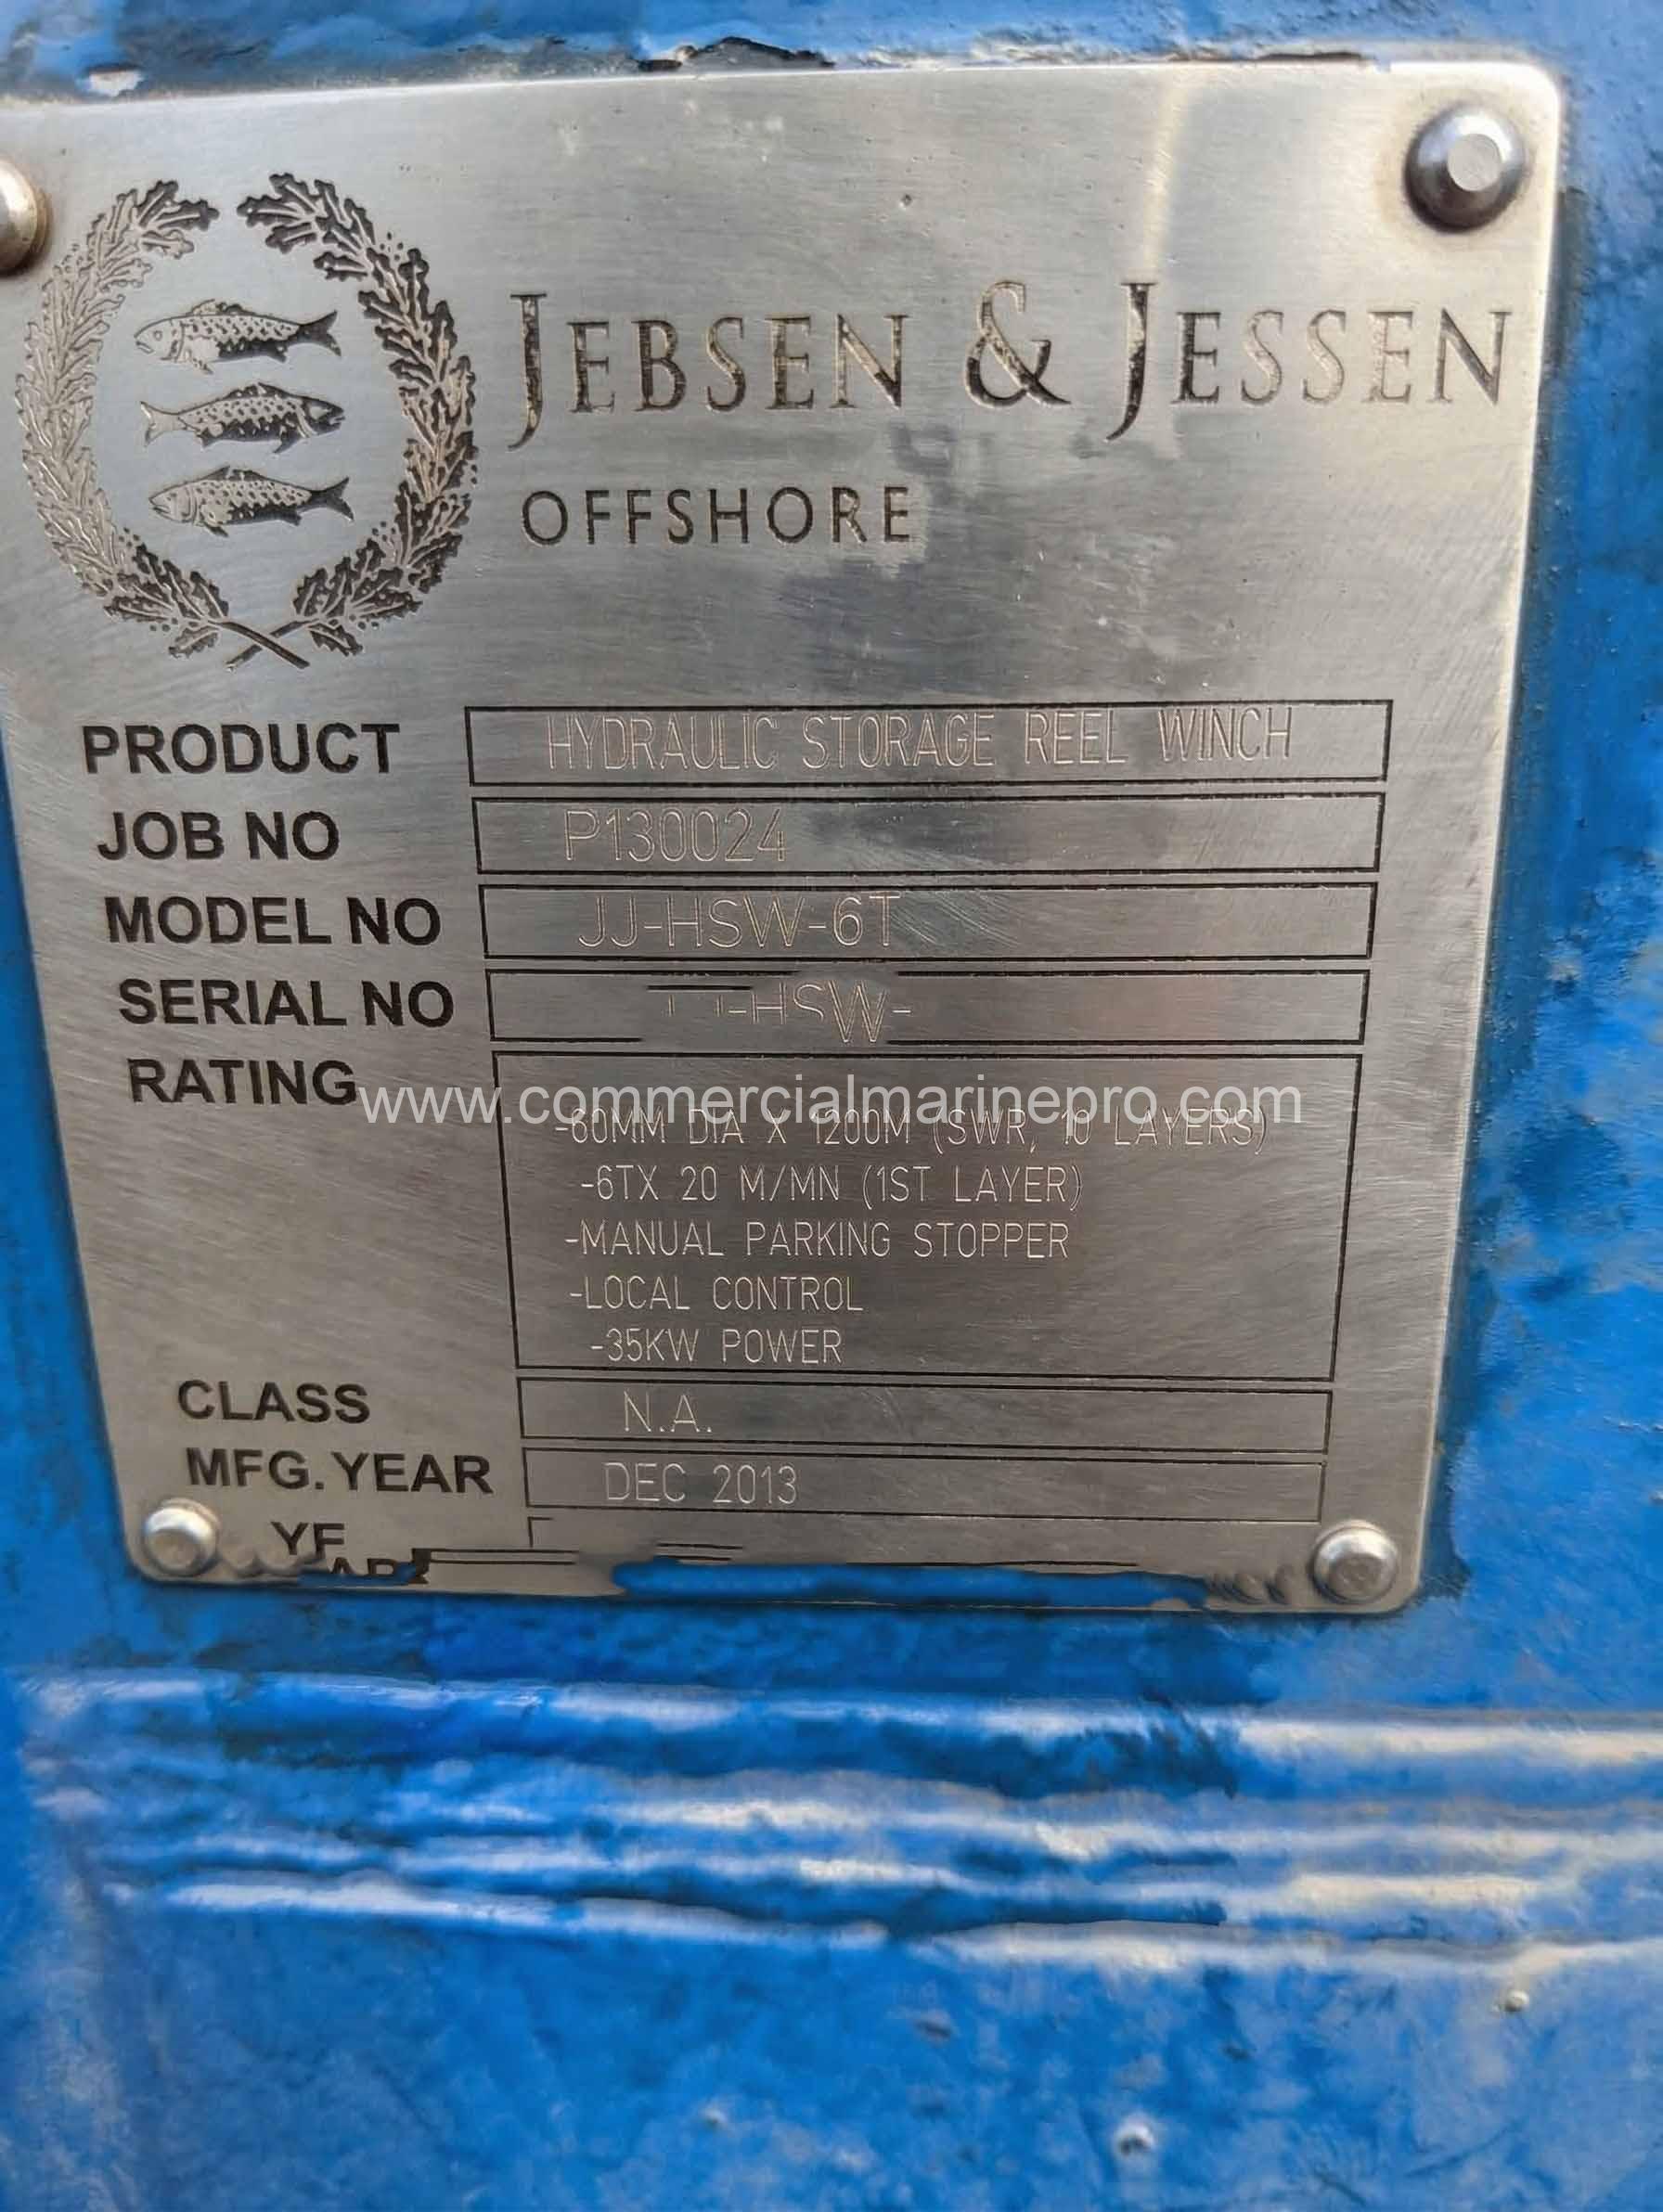 JEBSEN & JESSEN
OFFSHORE
PRODUCT HYDRAULIC STORAGE REEL WINCH
JOB NO P130024
MODEL NO JJ-HSW-6T
SERIAL NO -HSW-
RATING
www.commercialmarinepro.com
-60MM DIA X 1200M (SWR, 10 LAYERS)
-6TX 20 M/MN (1ST LAYER)
-MANUAL PARKING STOPPER
-LOCAL CONTROL
-35KW POWER
CLASS N.A.
MFG. YEAR DEC 2013